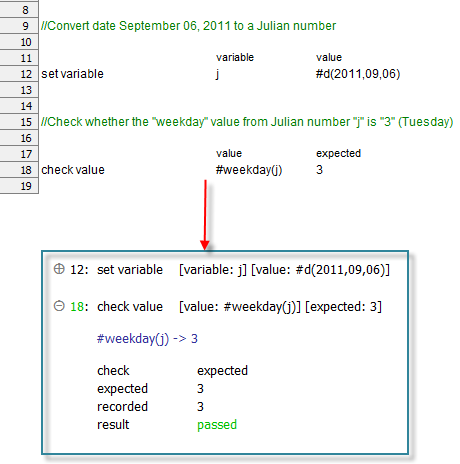 8
9 //Convert date September 06, 2011 to a Julian number
10
11 variable value
12 set variable j #d(2011,09,06)
13
14
15 //Check whether the "weekday" value from Julian number "j" is "3" (Tuesday)
16
17 value expected
18 check value #weekday(j) 3
19
12: set variable [variable: j] [value: #d(2011,09,06)]
18: check value [value: #weekday(j)] [expected: 3]
#weekday(j) -> 3
check expected
expected 3
recorded 3
result passed